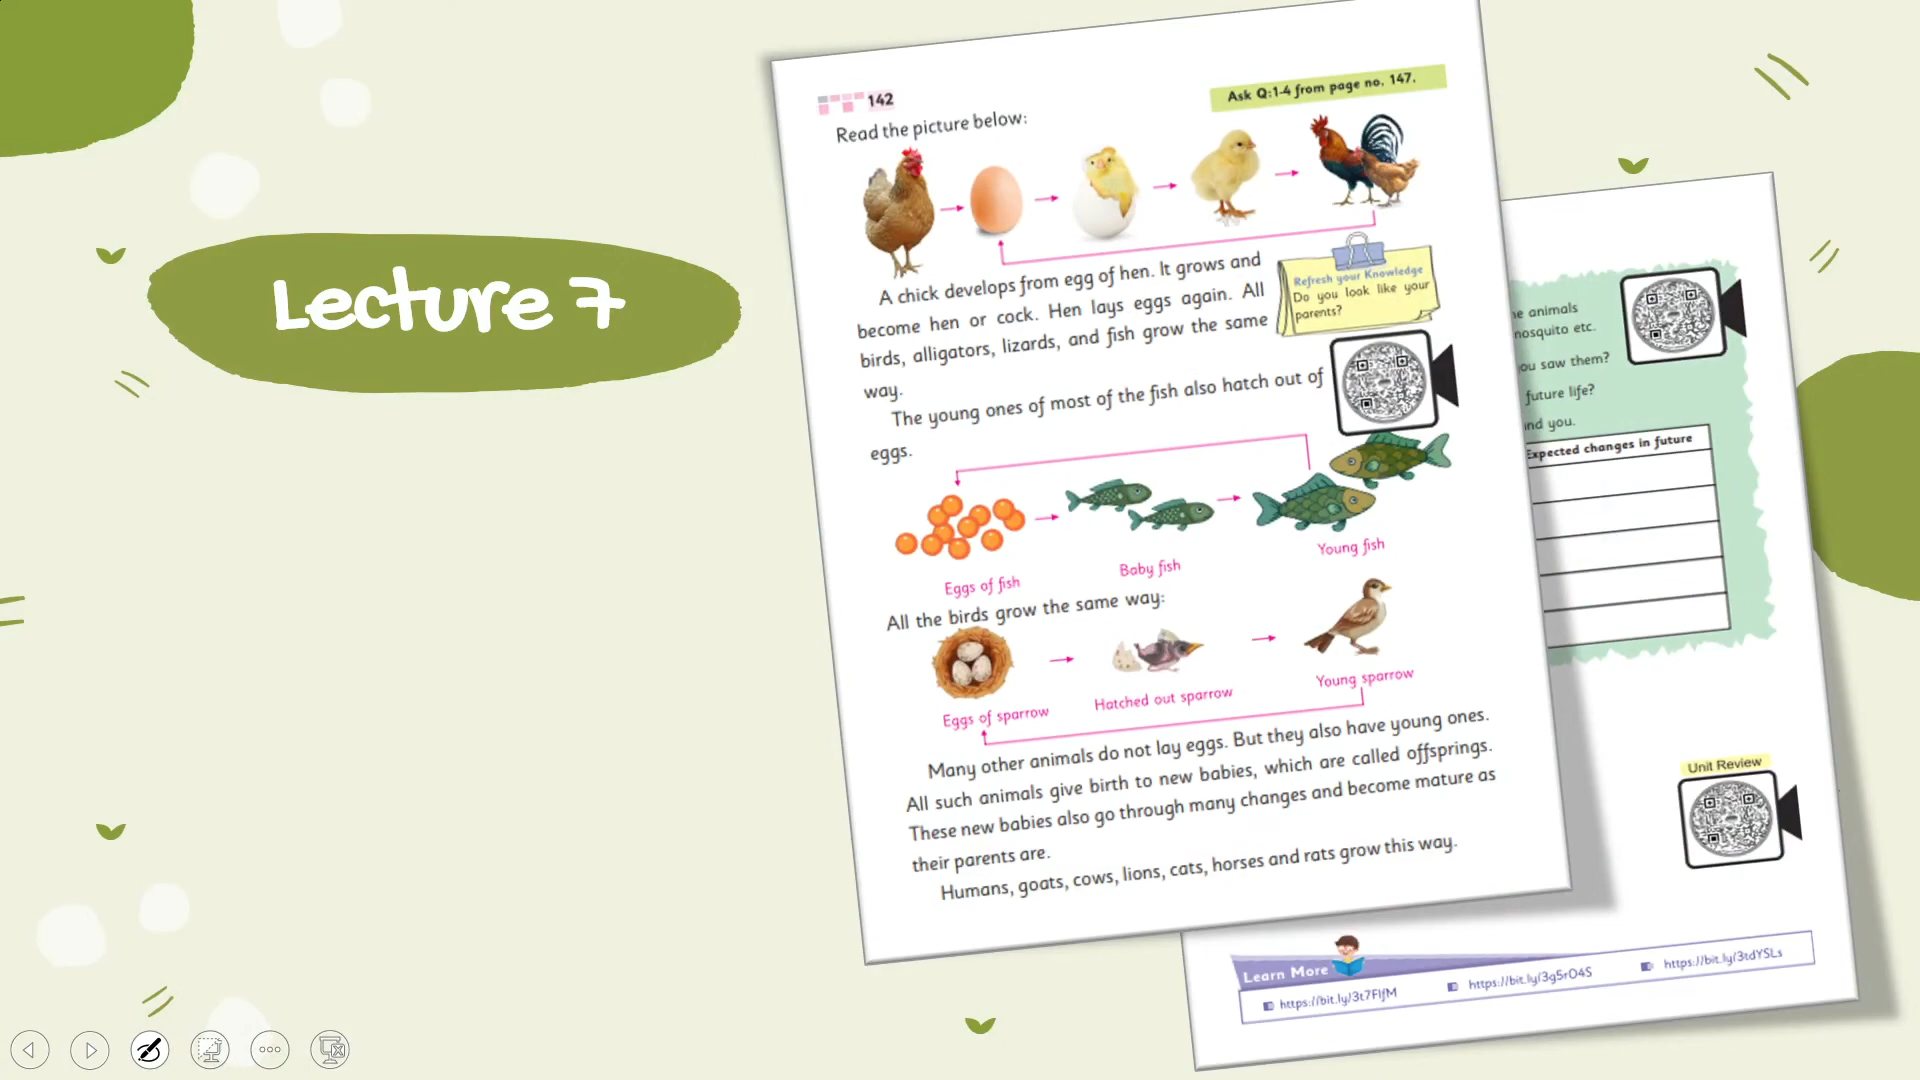 Lecture 7
142
Ask Q:1-4 from page no. 147.
Read the picture below:
A chick develops from egg of hen. It grows and
become hen or cock. Hen lays eggs again. All
birds, alligators, lizards, and fish grow the same
way.
Refresh your Knowledge
Do you look like your
parents?
The young ones of most of the fish also hatch out of
eggs.
Eggs of fish
Baby fish
Young fish
All the birds grow the same way:
Eggs of sparrow
Hatched out sparrow
Young sparrow
Many other animals do not lay eggs. But they also have young ones.
All such animals give birth to new babies, which are called offsprings.
These new babies also go through many changes and become mature as
their parents are.
Humans, goats, cows, lions, cats, horses and rats grow this way.
animals
mosquito etc.
you saw them?
future life?
and you.
Expected changes in future
Unit Review
Learn More
https://bit.ly/3t7FIfM
https://bit.ly/3g5rO4S
https://bit.ly/3tdYSLs